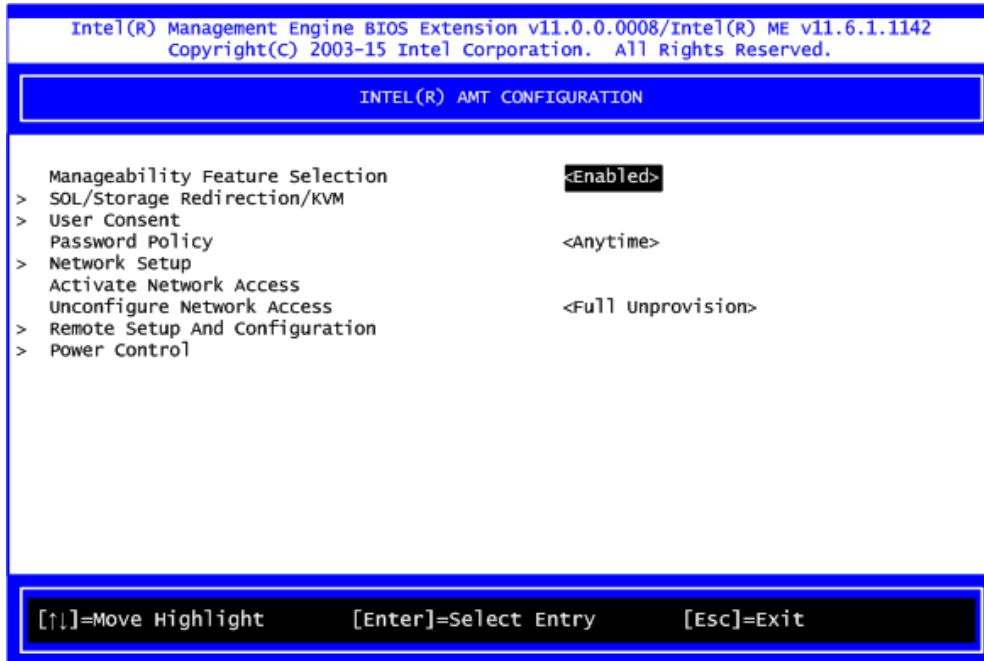 Intel(R) Management Engine BIOS Extension v11.0.0.0008/Intel(R) ME v11.6.1.1142
Copyright(C) 2003-15 Intel Corporation.  All Rights Reserved.
INTEL(R) AMT CONFIGURATION
Manageability Feature Selection <Enabled>
> SOL/Storage Redirection/KVM
> User Consent
Password Policy <Anytime>
> Network Setup
Activate Network Access
Unconfigure Network Access <Full Unprovision>
> Remote Setup And Configuration
> Power Control
[↑↓]=Move Highlight [Enter]=Select Entry [Esc]=Exit